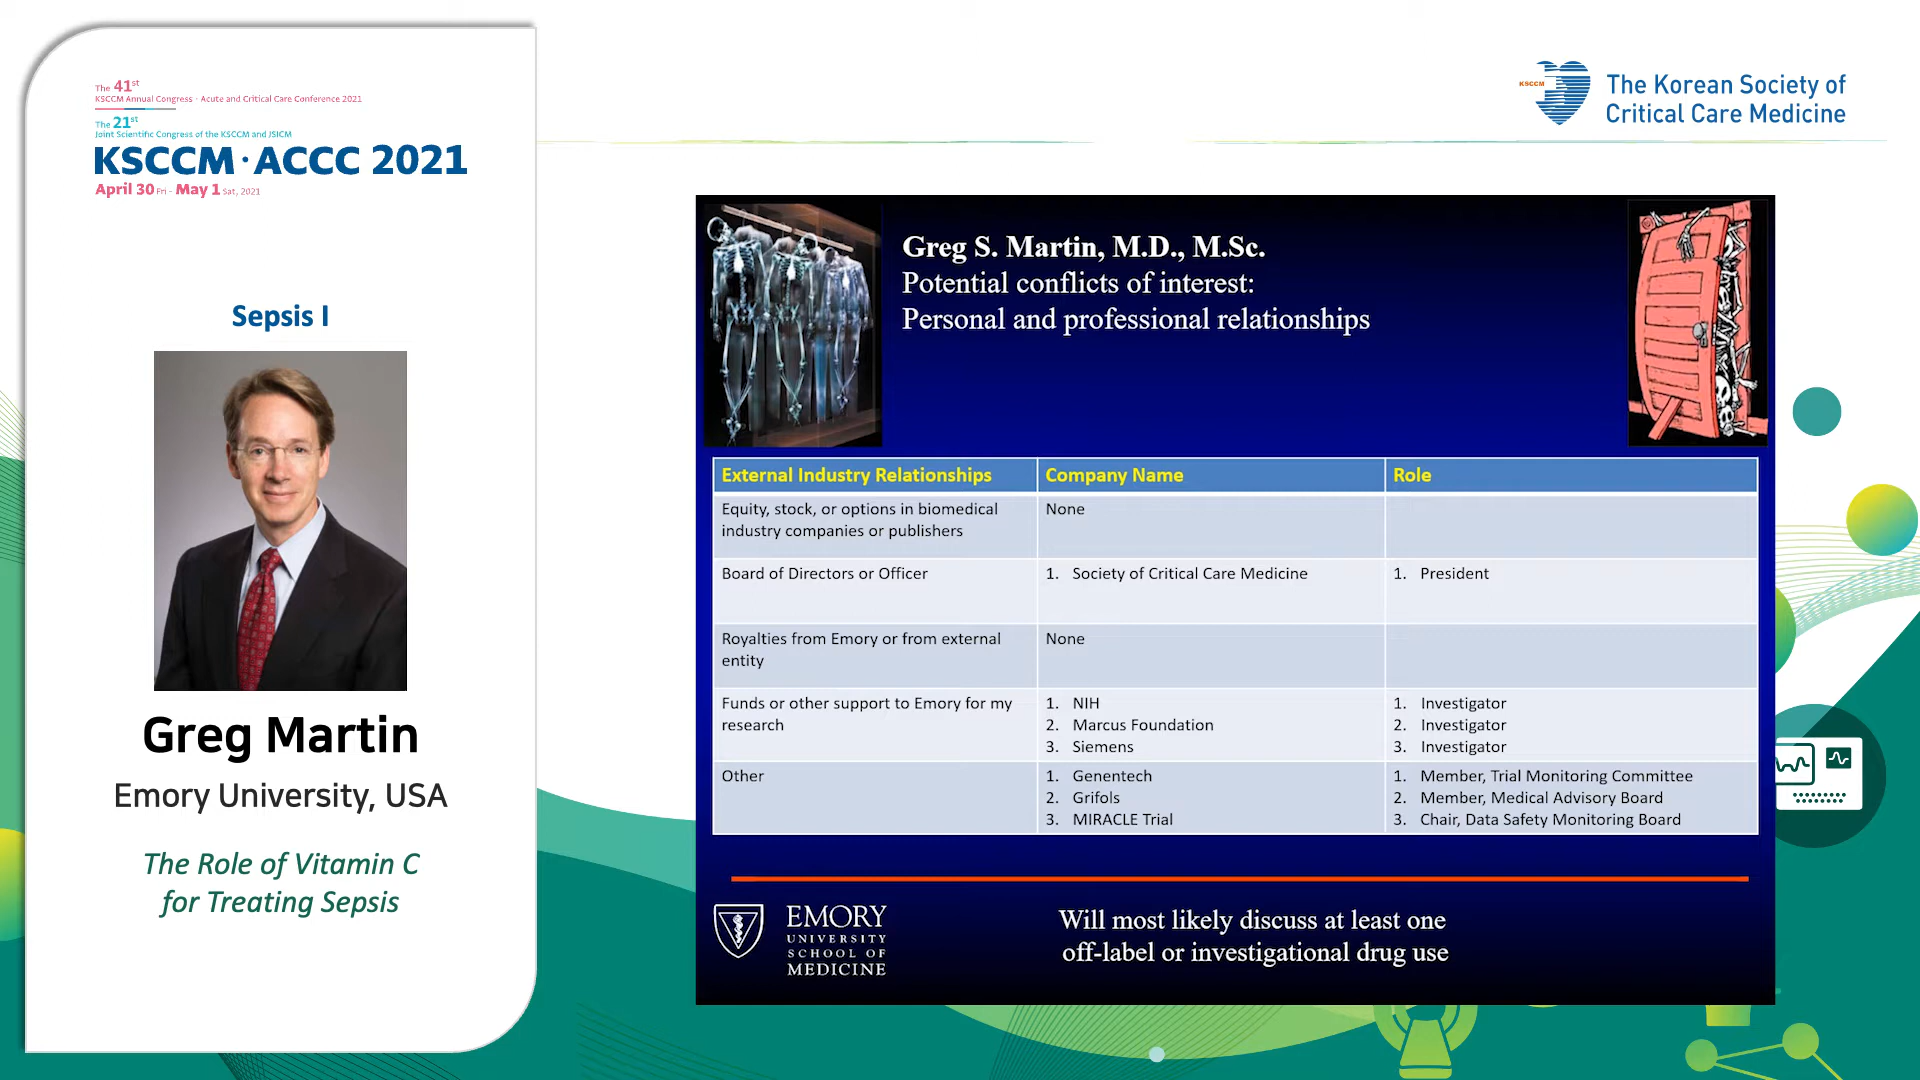 The 41st
KSCCM Annual Congress - Acute and Critical Care Conference 2021
The 21st
Joint Scientific Congress of the KSCCM and JSICM
KSCCM · ACCC 2021
April 30 Fri - May 1 Sat, 2021
Sepsis I
Greg Martin
Emory University, USA
The Role of Vitamin C
for Treating Sepsis
KSCCM
The Korean Society of
Critical Care Medicine
Greg S. Martin, M.D., M.Sc.
Potential conflicts of interest:
Personal and professional relationships
External Industry Relationships Company Name Role
Equity, stock, or options in biomedical None
industry companies or publishers
Board of Directors or Officer 1. Society of Critical Care Medicine 1. President
Royalties from Emory or from external None
entity
Funds or other support to Emory for my 1. NIH 1. Investigator
research 2. Marcus Foundation 2. Investigator
3. Siemens 3. Investigator
Other 1. Genentech 1. Member, Trial Monitoring Committee
2. Grifols 2. Member, Medical Advisory Board
3. MIRACLE Trial 3. Chair, Data Safety Monitoring Board
EMORY
UNIVERSITY
SCHOOL OF
MEDICINE
Will most likely discuss at least one
off-label or investigational drug use